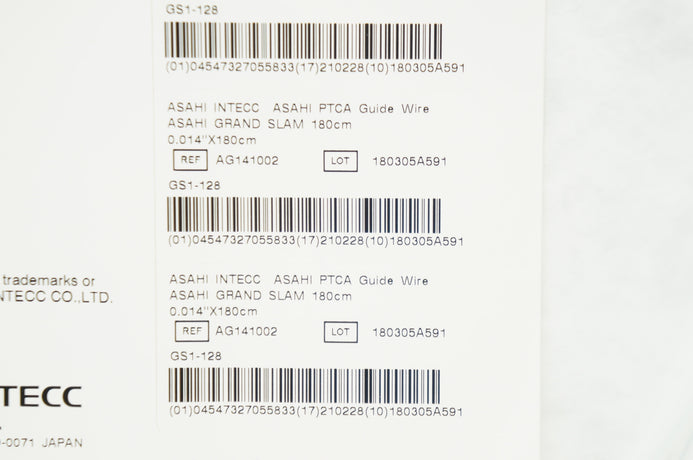 GS1-128
(01)04547327055833(17)210228(10)180305A591
ASAHI INTECC ASAHI PTCA Guide Wire
ASAHI GRAND SLAM 180cm
0.014"X180cm
REF AG141002 LOT 180305A591
GS1-128
(01)04547327055833(17)210228(10)180305A591
trademarks or
NTECC CO.,LTD.
ASAHI INTECC ASAHI PTCA Guide Wire
ASAHI GRAND SLAM 180cm
0.014"X180cm
REF AG141002 LOT 180305A591
GS1-128
(01)04547327055833(17)210228(10)180305A591
TECC
-0071 JAPAN